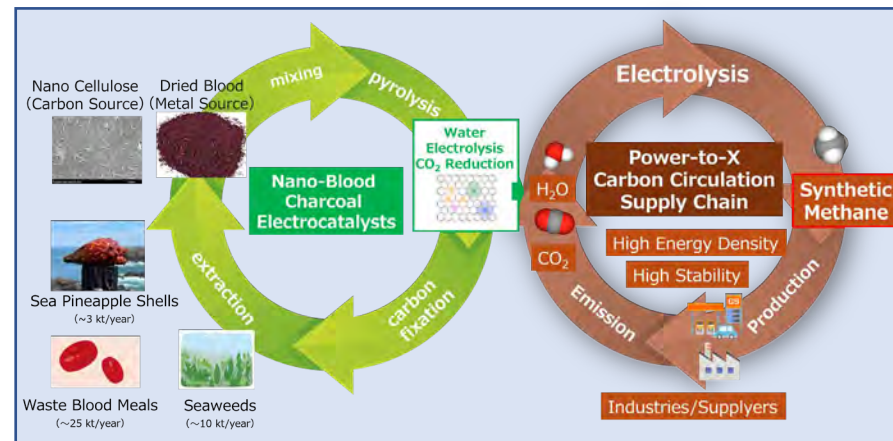 Nano Cellulose
(Carbon Source)
Dried Blood
(Metal Source)
mixing
pyrolysis
Water
Electrolysis
CO₂ Reduction
Nano-Blood
Charcoal
Electrocatalysts
extraction
carbon
fixation
Sea Pineapple Shells
(~3 kt/year)
Waste Blood Meals
(~25 kt/year)
Seaweeds
(~10 kt/year)
Electrolysis
H₂O
CO₂
Power-to-X
Carbon Circulation
Supply Chain
High Energy Density
High Stability
Synthetic
Methane
Emission
Production
GS
Industries/Supplyers